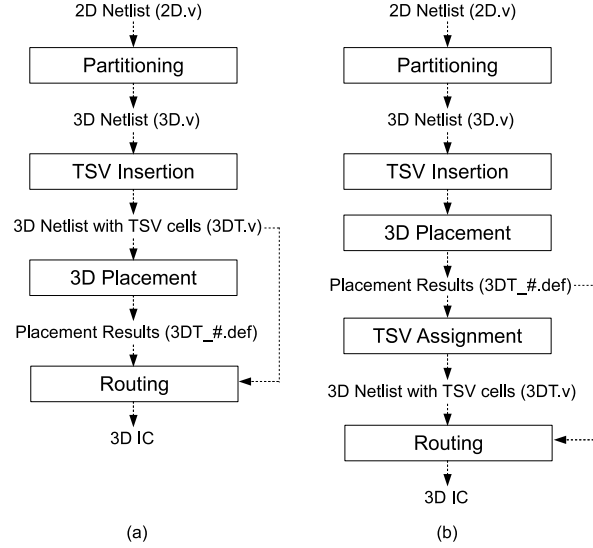 2D Netlist (2D.v)
Partitioning
3D Netlist (3D.v)
TSV Insertion
3D Netlist with TSV cells (3DT.v)
3D Placement
Placement Results (3DT_#.def)
Routing
3D IC
(a)
2D Netlist (2D.v)
Partitioning
3D Netlist (3D.v)
TSV Insertion
3D Placement
Placement Results (3DT_#.def)
TSV Assignment
3D Netlist with TSV cells (3DT.v)
Routing
3D IC
(b)